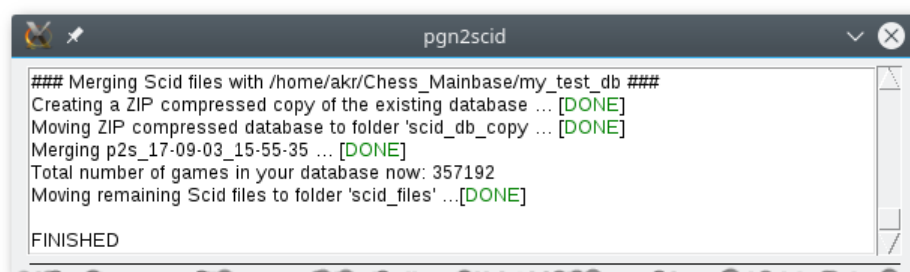 pgn2scid
### Merging Scid files with /home/akr/Chess_Mainbase/my_test_db ###
Creating a ZIP compressed copy of the existing database ... [DONE]
Moving ZIP compressed database to folder 'scid_db_copy ... [DONE]
Merging p2s_17-09-03_15-55-35 ... [DONE]
Total number of games in your database now: 357192
Moving remaining Scid files to folder 'scid_files' ...[DONE]
FINISHED